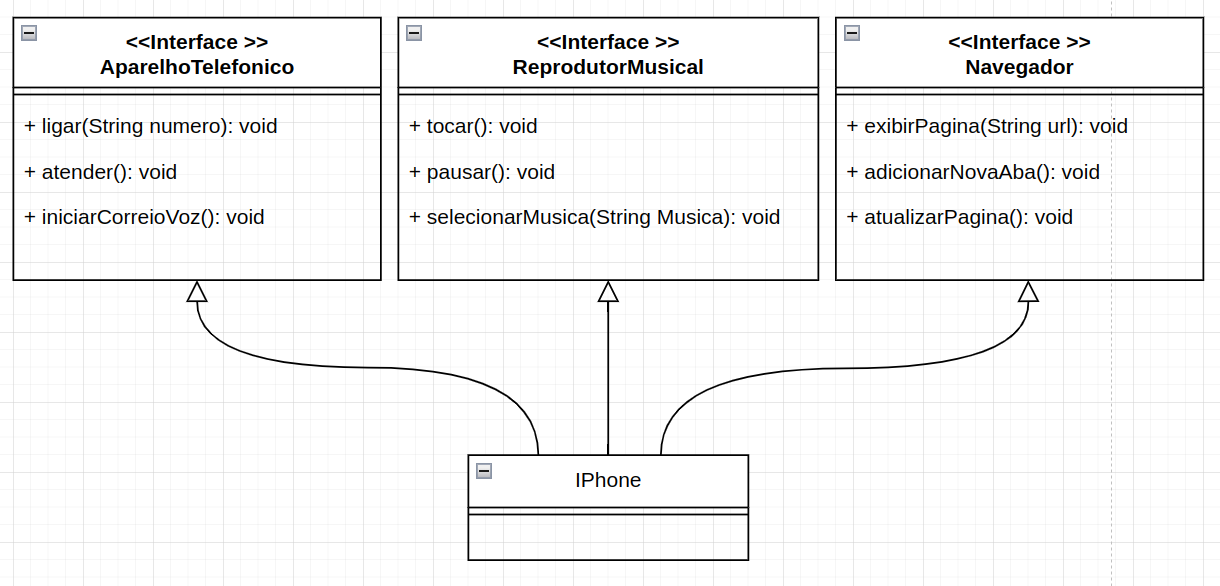 <<Interface >>
AparelhoTelefonico
+ ligar(String numero): void
+ atender(): void
+ iniciarCorreioVoz(): void
<<Interface >>
ReprodutorMusical
+ tocar(): void
+ pausar(): void
+ selecionarMusica(String Musica): void
<<Interface >>
Navegador
+ exibirPagina(String url): void
+ adicionarNovaAba(): void
+ atualizarPagina(): void
IPhone